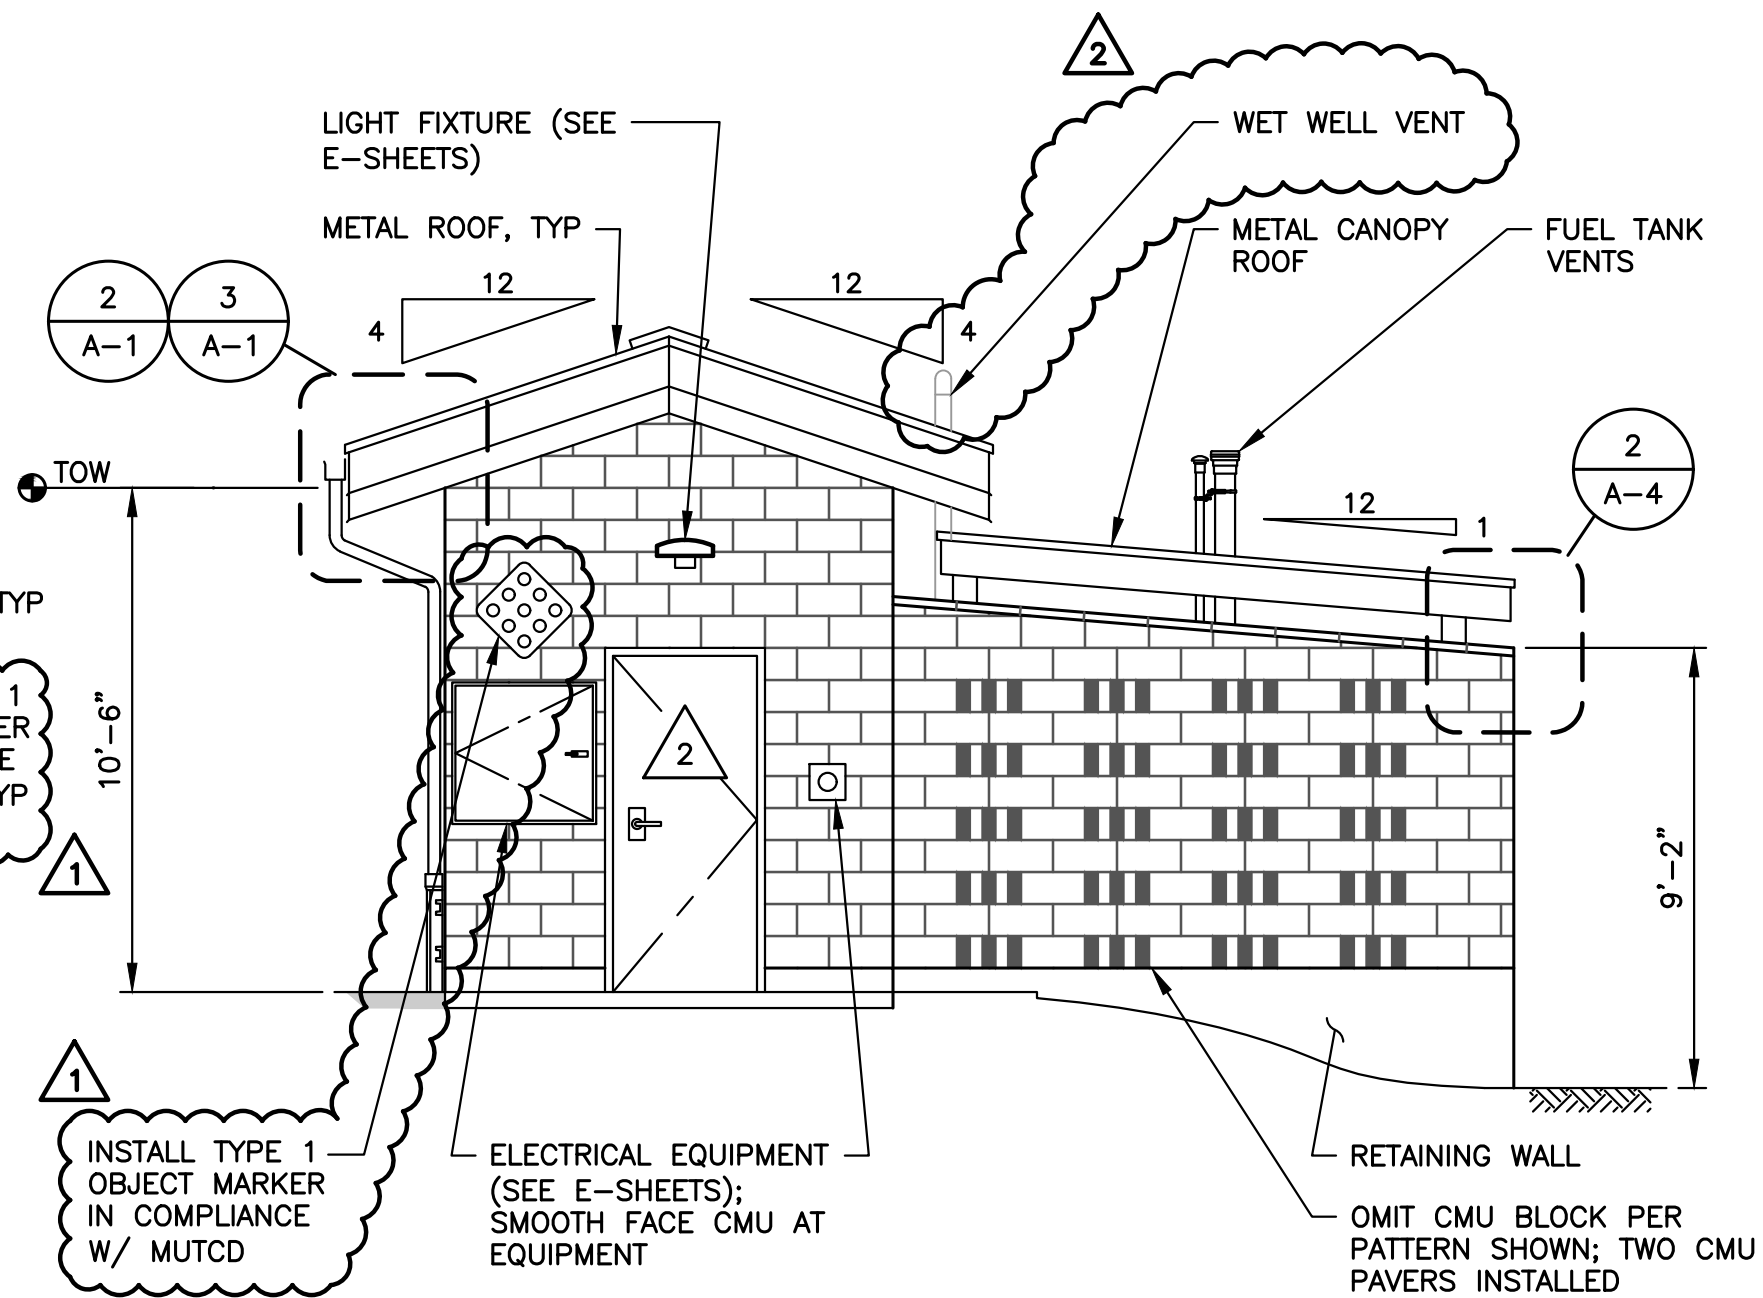 2
LIGHT FIXTURE (SEE
E-SHEETS)
WET WELL VENT
METAL ROOF, TYP
METAL CANOPY
ROOF
FUEL TANK
VENTS
2
A-1
3
A-1
12
4
12
4
TOW
2
A-4
12
1
TYP
1
ER
E
YP
1
10'-6"
2
9'-2"
1
INSTALL TYPE 1
OBJECT MARKER
IN COMPLIANCE
W/ MUTCD
ELECTRICAL EQUIPMENT
(SEE E-SHEETS);
SMOOTH FACE CMU AT
EQUIPMENT
RETAINING WALL
OMIT CMU BLOCK PER
PATTERN SHOWN; TWO CMU
PAVERS INSTALLED